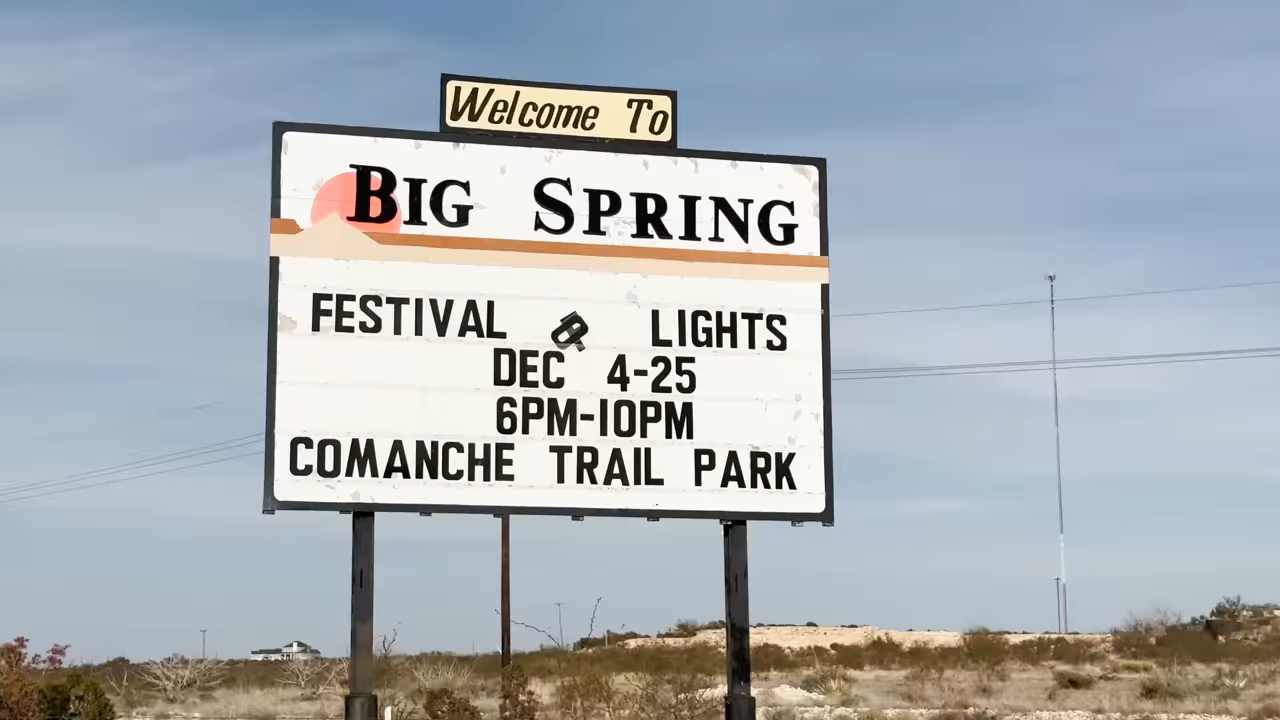 Welcome To
BIG SPRING
FESTIVAL LIGHTS
DEC 4-25
6PM-10PM
COMANCHE TRAIL PARK